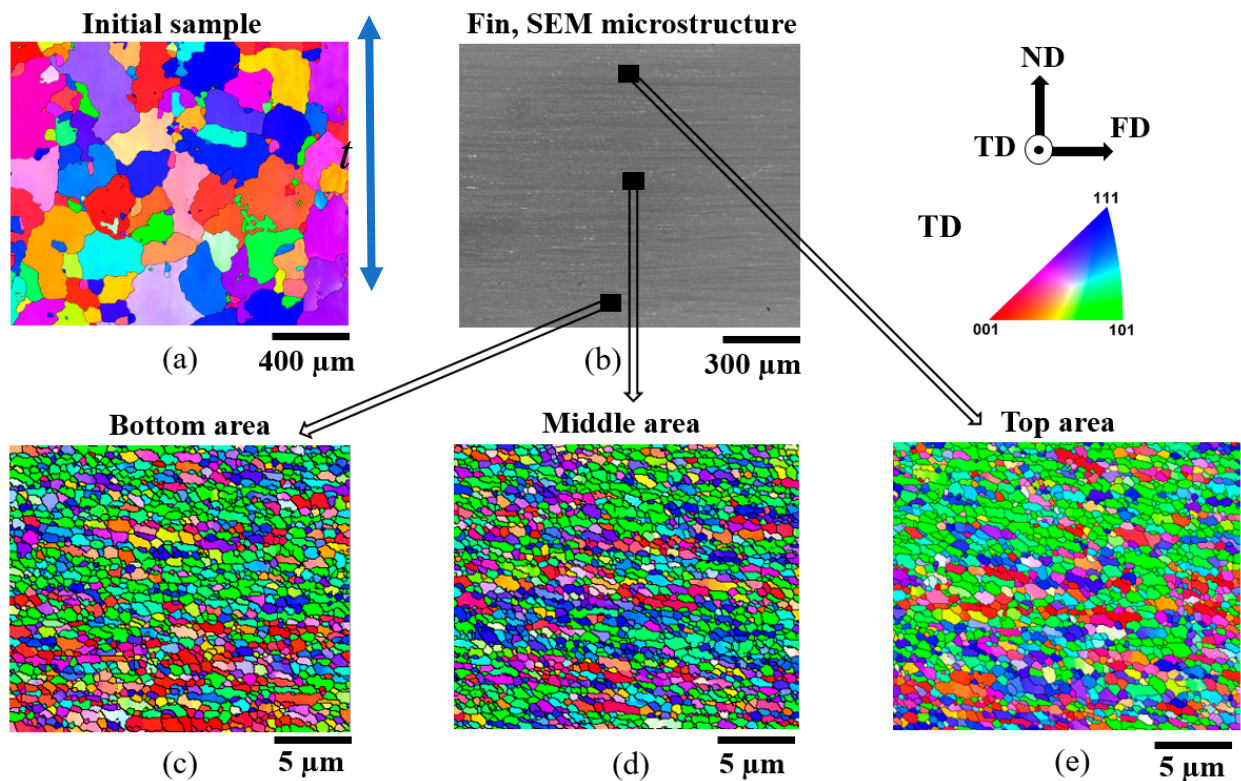 Initial sample
Fin, SEM microstructure
t
ND
TD
FD
TD
111
001
101
(a)
400 µm
(b)
300 µm
Bottom area
Middle area
Top area
(c)
5 µm
(d)
5 µm
(e)
5 µm